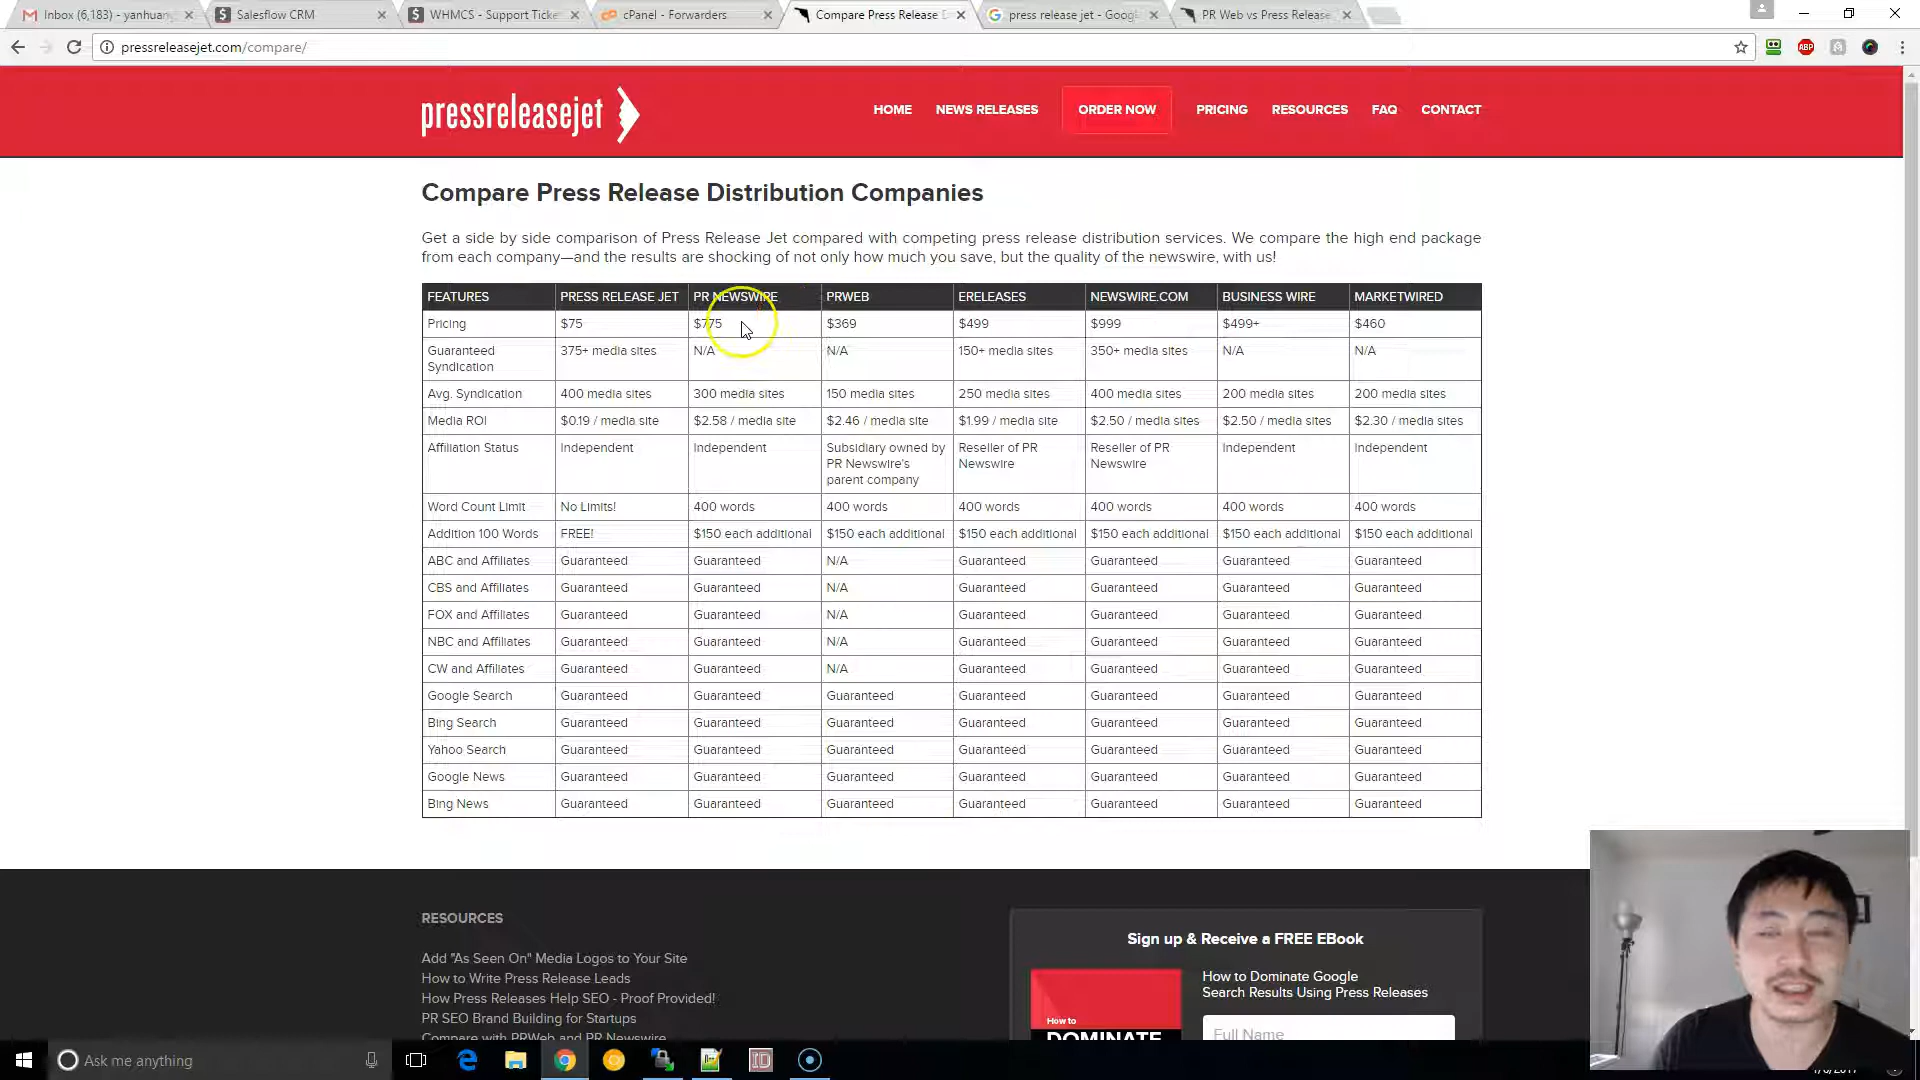 Inbox (6,183) - yanhuang
Salesflow CRM
WHMCS - Support Ticke
cPanel - Forwarders
Compare Press Release D
press release jet - Googl
PR Web vs Press Release
pressreleasejet.com/compare/
ABP
pressreleasejet
HOME NEWS RELEASES ORDER NOW PRICING RESOURCES FAQ CONTACT
Compare Press Release Distribution Companies
Get a side by side comparison of Press Release Jet compared with competing press release distribution services. We compare the high end package
from each company—and the results are shocking of not only how much you save, but the quality of the newswire, with us!
FEATURES PRESS RELEASE JET PR NEWSWIRE PRWEB ERELEASES NEWSWIRE.COM BUSINESS WIRE MARKETWIRED
Pricing $75 $775 $369 $499 $999 $499+ $460
Guaranteed Syndication 375+ media sites N/A N/A 150+ media sites 350+ media sites N/A N/A
Avg. Syndication 400 media sites 300 media sites 150 media sites 250 media sites 400 media sites 200 media sites 200 media sites
Media ROI $0.19 / media site $2.58 / media site $2.46 / media site $1.99 / media site $2.50 / media sites $2.50 / media sites $2.30 / media sites
Affiliation Status Independent Independent Subsidiary owned by PR Newswire's parent company Reseller of PR Newswire Reseller of PR Newswire Independent Independent
Word Count Limit No Limits! 400 words 400 words 400 words 400 words 400 words 400 words
Addition 100 Words FREE! $150 each additional $150 each additional $150 each additional $150 each additional $150 each additional $150 each additional
ABC and Affiliates Guaranteed Guaranteed N/A Guaranteed Guaranteed Guaranteed Guaranteed
CBS and Affiliates Guaranteed Guaranteed N/A Guaranteed Guaranteed Guaranteed Guaranteed
FOX and Affiliates Guaranteed Guaranteed N/A Guaranteed Guaranteed Guaranteed Guaranteed
NBC and Affiliates Guaranteed Guaranteed N/A Guaranteed Guaranteed Guaranteed Guaranteed
CW and Affiliates Guaranteed Guaranteed N/A Guaranteed Guaranteed Guaranteed Guaranteed
Google Search Guaranteed Guaranteed Guaranteed Guaranteed Guaranteed Guaranteed Guaranteed
Bing Search Guaranteed Guaranteed Guaranteed Guaranteed Guaranteed Guaranteed Guaranteed
Yahoo Search Guaranteed Guaranteed Guaranteed Guaranteed Guaranteed Guaranteed Guaranteed
Google News Guaranteed Guaranteed Guaranteed Guaranteed Guaranteed Guaranteed Guaranteed
Bing News Guaranteed Guaranteed Guaranteed Guaranteed Guaranteed Guaranteed Guaranteed
RESOURCES
Add "As Seen On" Media Logos to Your Site
How to Write Press Release Leads
How Press Releases Help SEO - Proof Provided!
PR SEO Brand Building for Startups
Compare with PRWeb and PR Newswire
Sign up & Receive a FREE EBook
How to Dominate Google
Search Results Using Press Releases
How to
DOMINATE
Full Name
Ask me anything
ID